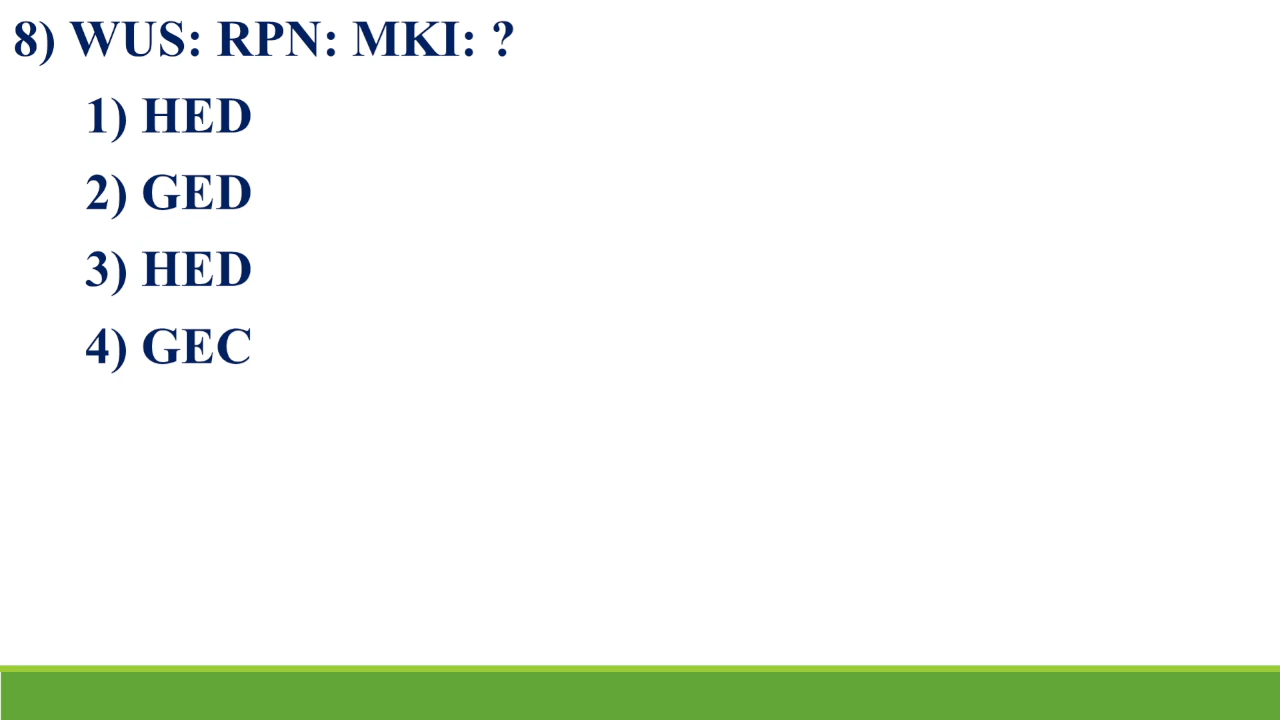 8) WUS: RPN: MKI: ?
1) HED
2) GED
3) HED
4) GEC